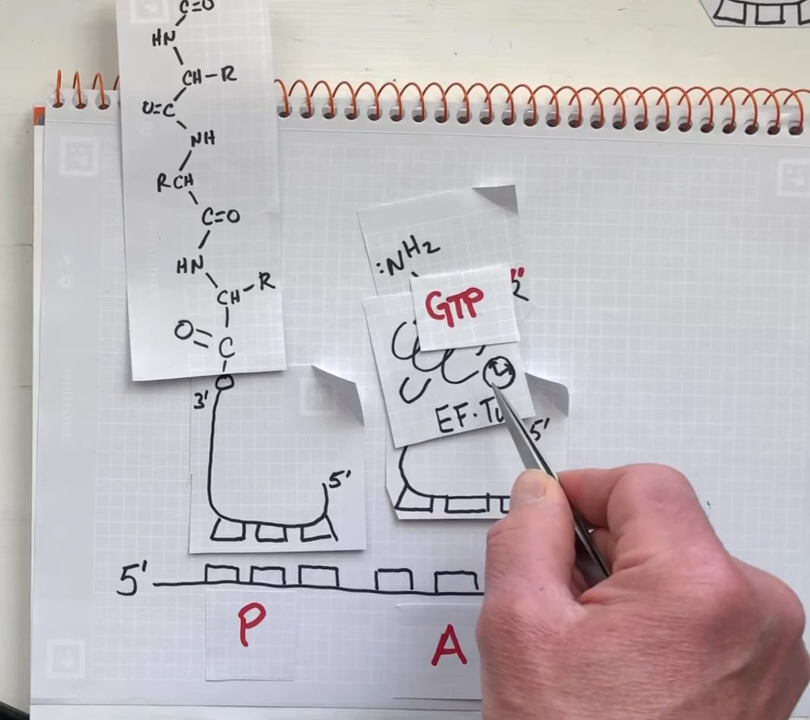 C=O
HN
CH-R
O=C
NH
RCH
C=O
HN
CH-R
O=C
O
3'
5'
:NH2
GTP
EF.Tu
5'
5'
P
A